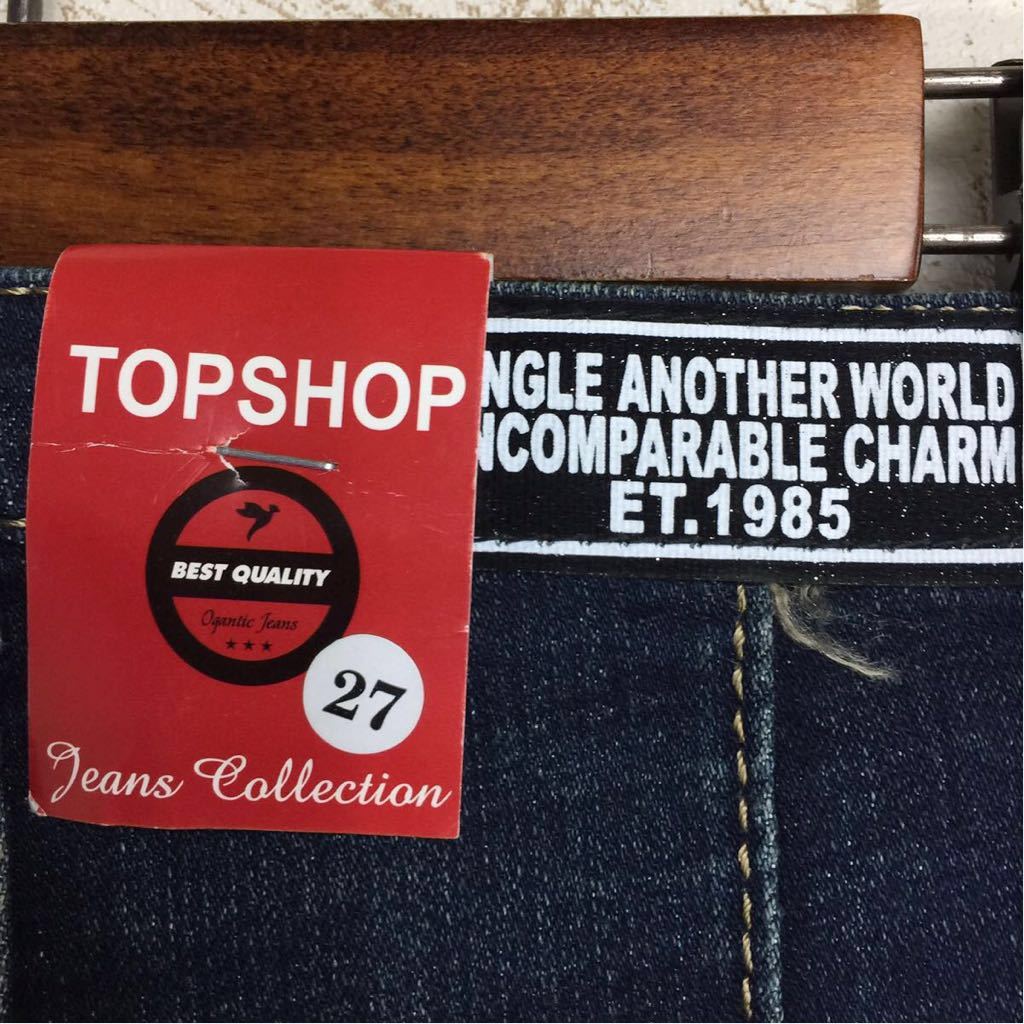 TOPSHOP
BEST QUALITY
Ogantic Jeans
27
Jeans Collection
NGLE ANOTHER WORLD
NCOMPARABLE CHARM
ET.1985